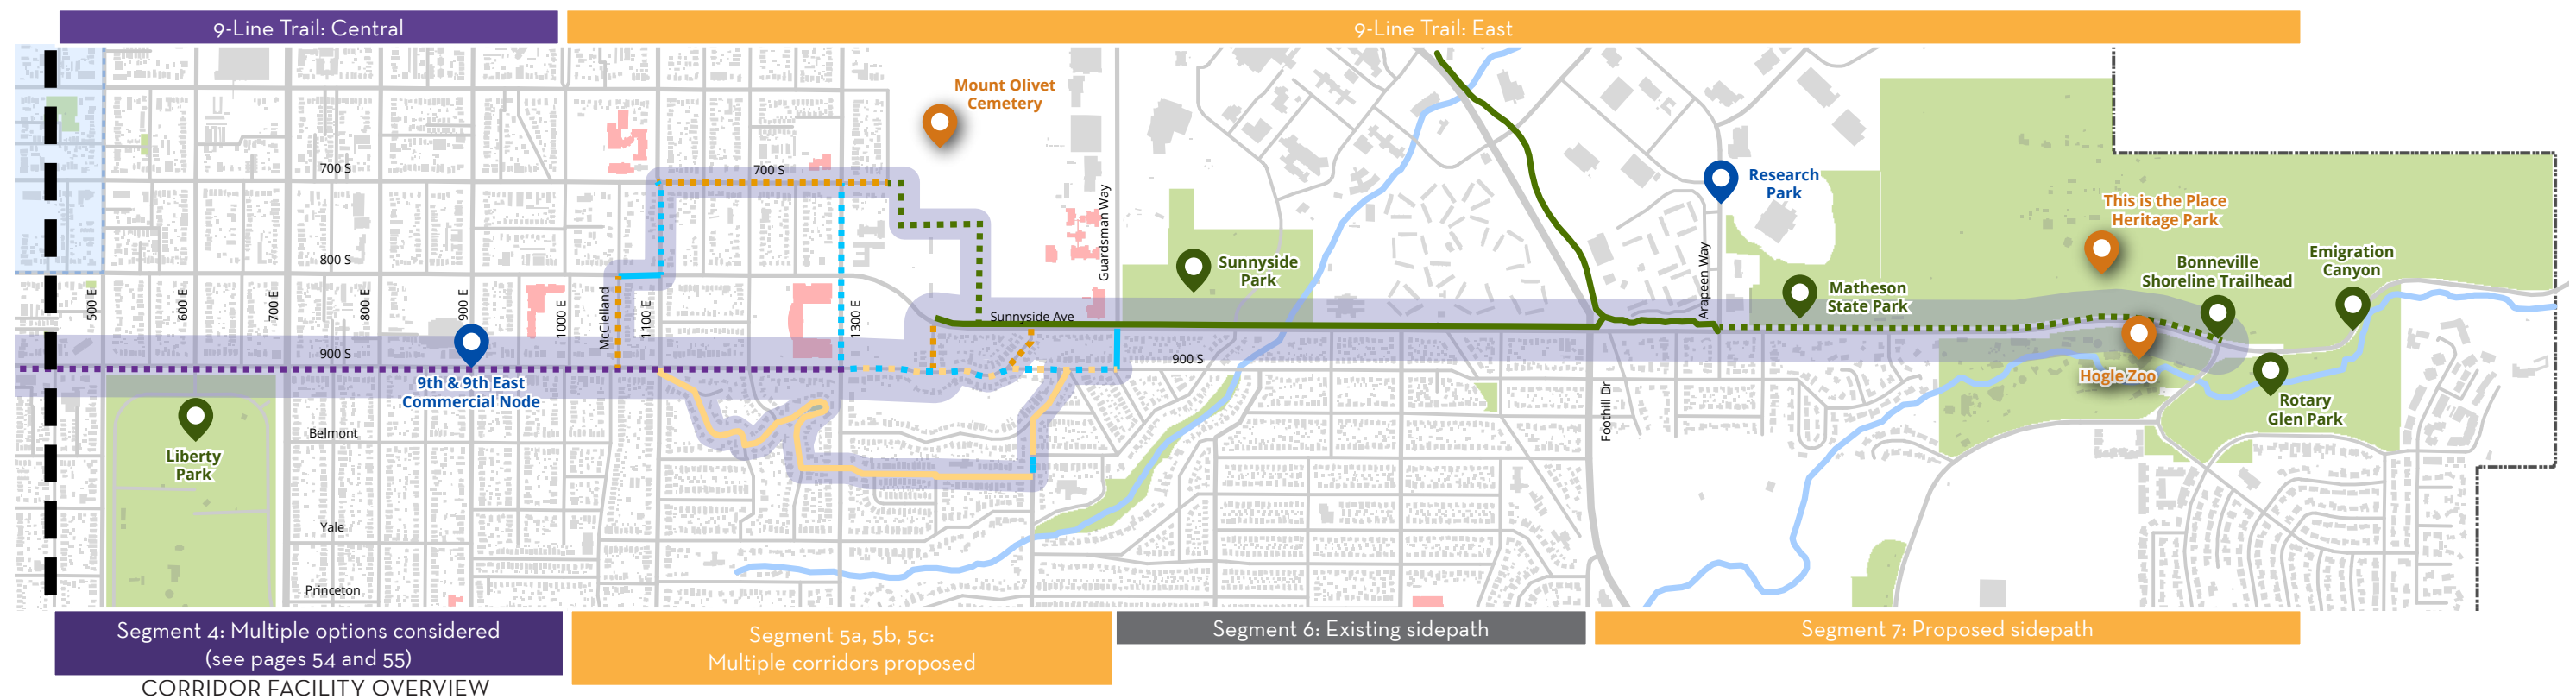 9-Line Trail: Central
9-Line Trail: East
Mount Olivet
Cemetery
700 S
700 S
Research
Park
This is the Place
Heritage Park
Guardsman Way
800 S
Sunnyside
Park
Bonneville
Shoreline Trailhead
Emigration
Canyon
Matheson
State Park
Arapeen Way
500 E
600 E
700 E
800 E
900 E
1000 E
McClelland
1100 E
1300 E
Sunnyside Ave
900 S
900 S
9th & 9th East
Commercial Node
Hogle Zoo
Rotary
Glen Park
Foothill Dr
Liberty
Park
Belmont
Yale
Princeton
Segment 4: Multiple options considered
(see pages 54 and 55)
Segment 5a, 5b, 5c:
Multiple corridors proposed
Segment 6: Existing sidepath
Segment 7: Proposed sidepath
CORRIDOR FACILITY OVERVIEW